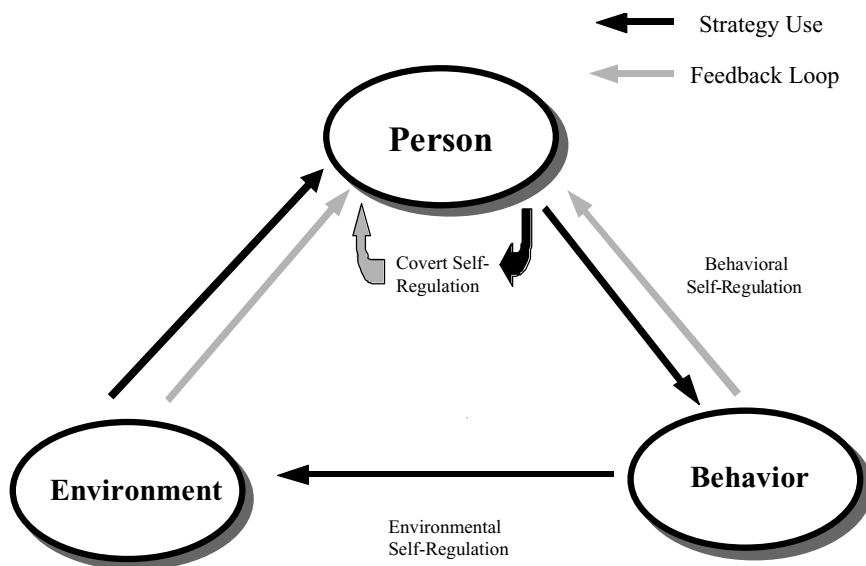 Strategy Use
Feedback Loop
Person
Covert Self-
Regulation
Behavioral
Self-Regulation
Environment
Behavior
Environmental
Self-Regulation